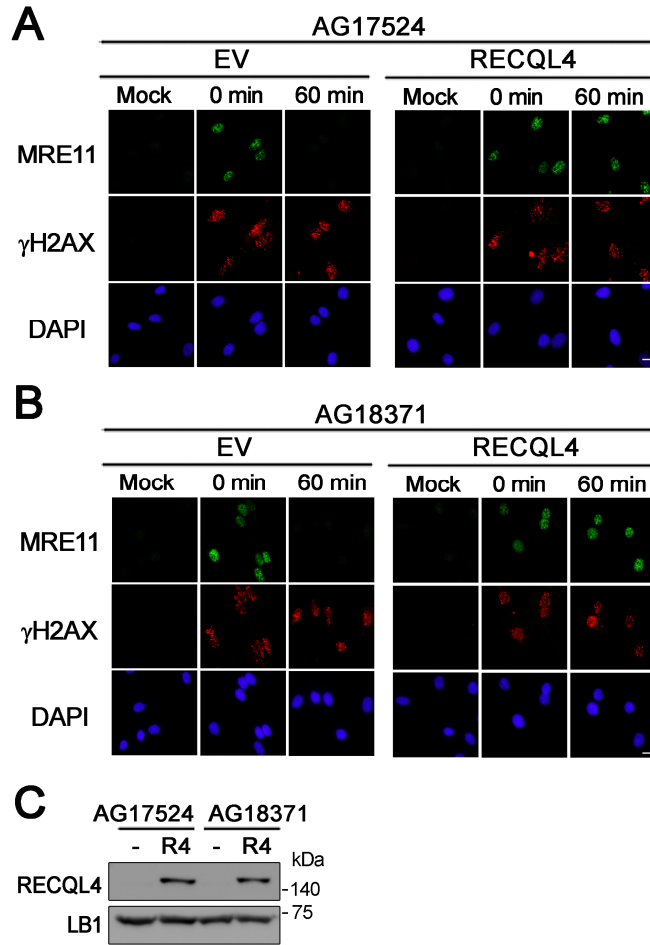 A
AG17524
EV RECQL4
Mock 0 min 60 min Mock 0 min 60 min
MRE11
γH2AX
DAPI
B
AG18371
EV RECQL4
Mock 0 min 60 min Mock 0 min 60 min
MRE11
γH2AX
DAPI
C
AG17524 AG18371
- R4 - R4 kDa
RECQL4 -140
-75
LB1